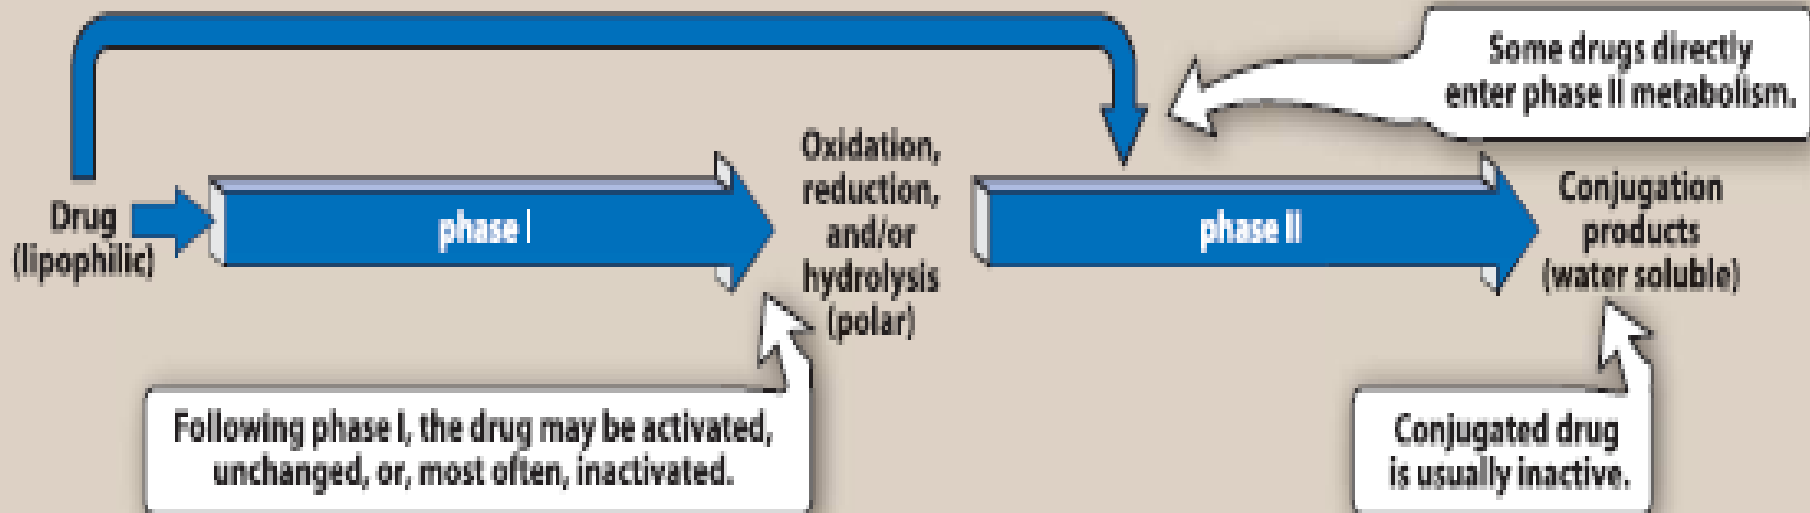 Some drugs directly
enter phase II metabolism.
Drug
(lipophilic)
phase I
Oxidation,
reduction,
and/or
hydrolysis
(polar)
phase II
Conjugation
products
(water soluble)
Following phase I, the drug may be activated,
unchanged, or, most often, inactivated.
Conjugated drug
is usually inactive.